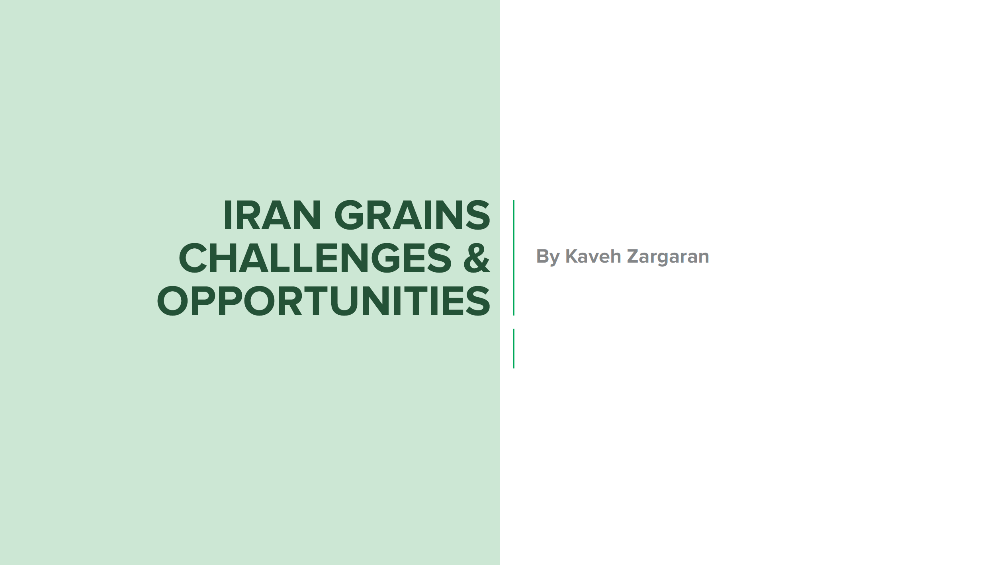 IRAN GRAINS
CHALLENGES &
OPPORTUNITIES
By Kaveh Zargaran